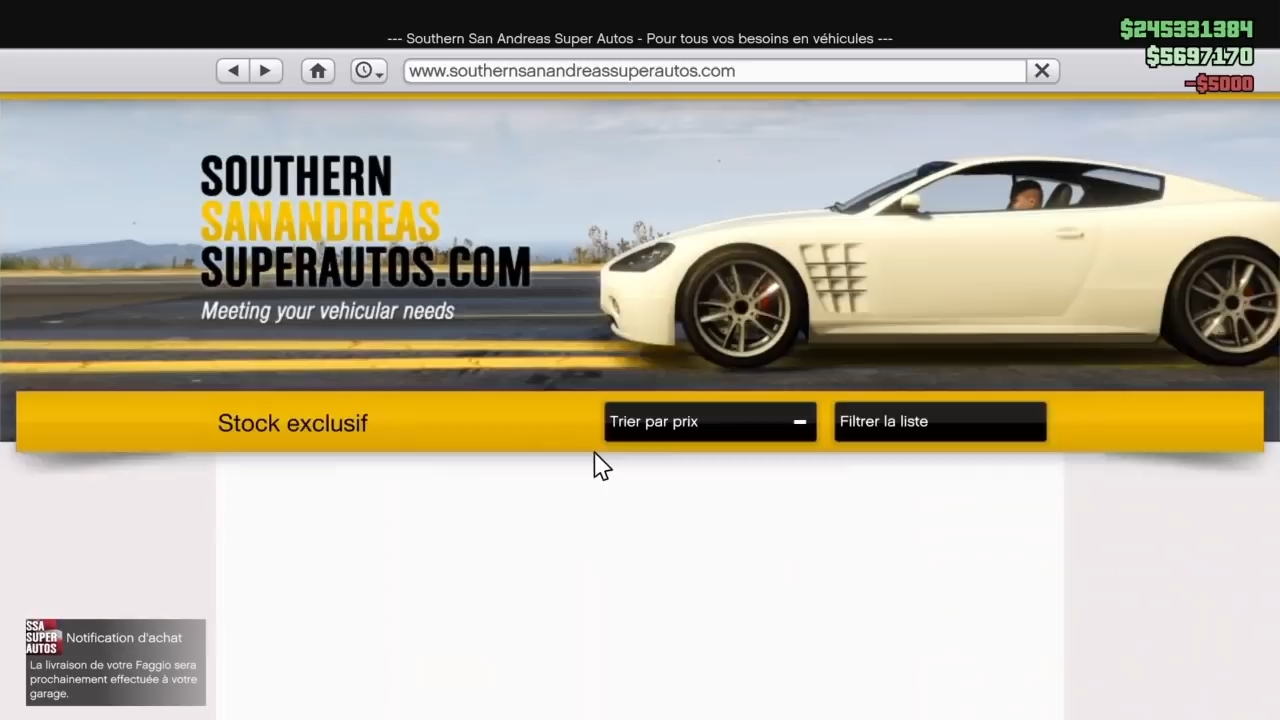 --- Southern San Andreas Super Autos - Pour tous vos besoins en véhicules ---
$245331384
$5697170
-$5000
www.southernsanandreassuperautos.com
SOUTHERN
SANANDREAS
SUPERAUTOS.COM
Meeting your vehicular needs
Stock exclusif
Trier par prix
Filtrer la liste
SSA
SUPER
AUTOS
Notification d'achat
La livraison de votre Faggio sera
prochainement effectuée à votre
garage.